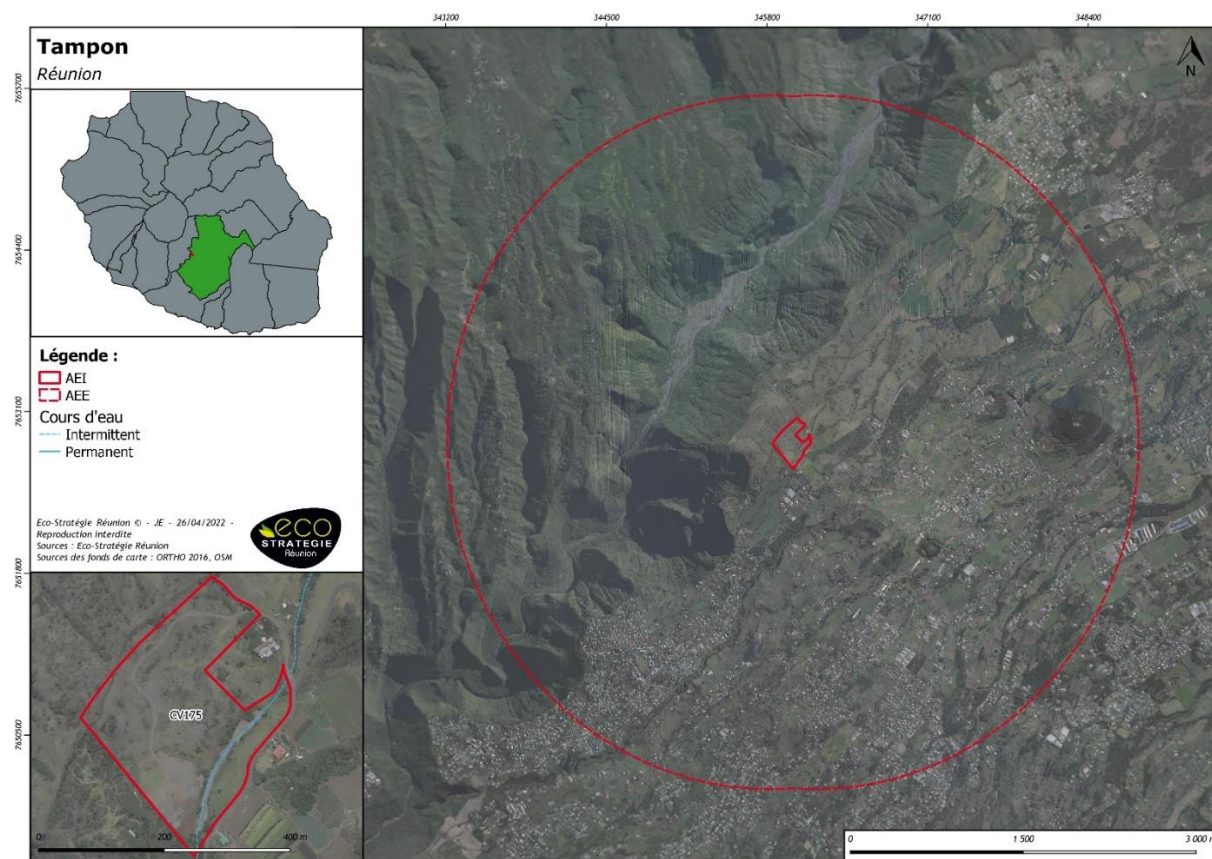 343200 344500 345800 347100 348400
Tampon
Réunion
N
7655700
7654400
7653100
7651800
7650500
Légende :
AEI
AEE
Cours d'eau
Intermittent
Permanent
Eco-Stratégie Réunion © - JE - 26/04/2022 -
Reproduction interdite
Sources : Eco-Stratégie Réunion
Sources des fonds de carte : ORTHO 2016, OSM
eco
STRATEGIE
Réunion
CV175
0 200 400 m
0 1 500 3 000 m